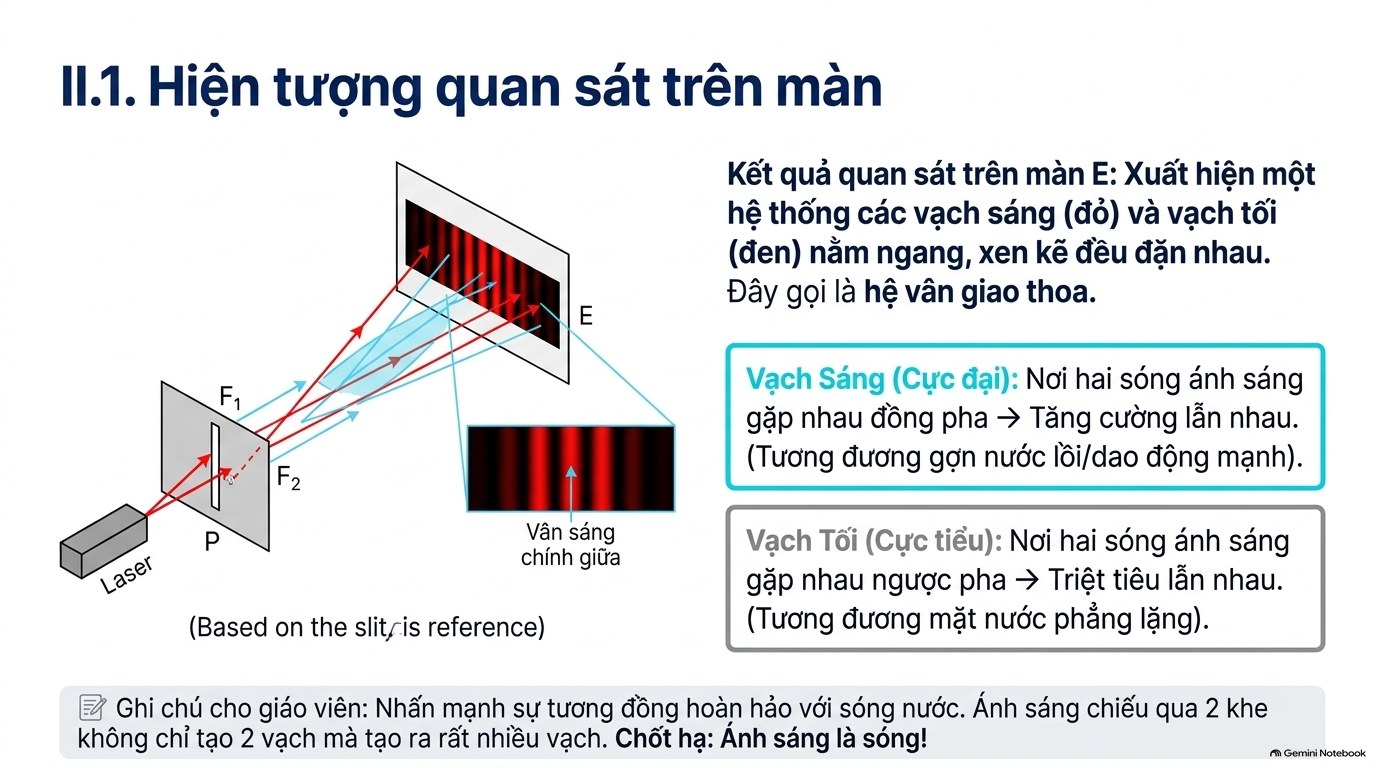 II.1. Hiện tượng quan sát trên màn
E
F1
F2
P
Laser
Vân sáng
chính giữa
(Based on the slit is reference)
Kết quả quan sát trên màn E: Xuất hiện một
hệ thống các vạch sáng (đỏ) và vạch tối
(đen) nằm ngang, xen kẽ đều đặn nhau.
Đây gọi là hệ vân giao thoa.
Vạch Sáng (Cực đại): Nơi hai sóng ánh sáng
gặp nhau đồng pha → Tăng cường lẫn nhau.
(Tương đương gợn nước lồi/dao động mạnh).
Vạch Tối (Cực tiểu): Nơi hai sóng ánh sáng
gặp nhau ngược pha → Triệt tiêu lẫn nhau.
(Tương đương mặt nước phẳng lặng).
Ghi chú cho giáo viên: Nhấn mạnh sự tương đồng hoàn hảo với sóng nước. Ánh sáng chiếu qua 2 khe
không chỉ tạo 2 vạch mà tạo ra rất nhiều vạch. Chốt hạ: Ánh sáng là sóng!
Gemini Notebook